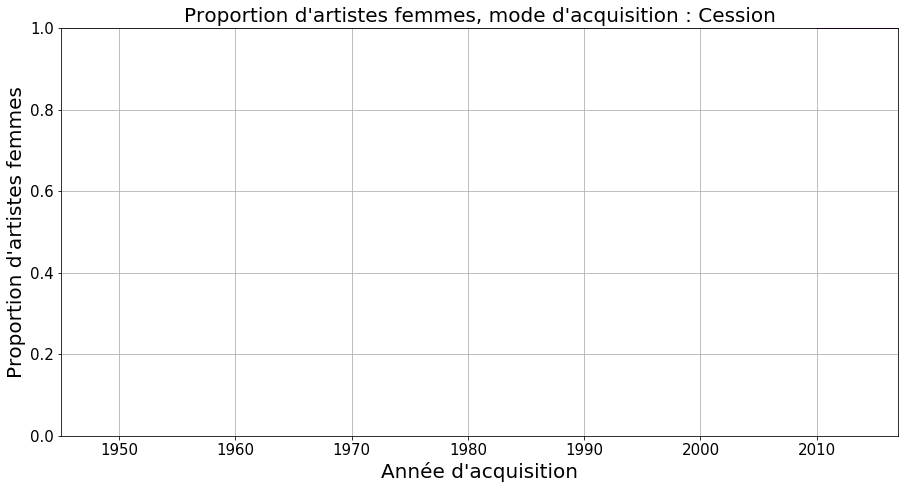 Proportion d'artistes femmes, mode d'acquisition : Cession
Proportion d'artistes femmes
1.0
0.8
0.6
0.4
0.2
0.0
1950 1960 1970 1980 1990 2000 2010
Année d'acquisition